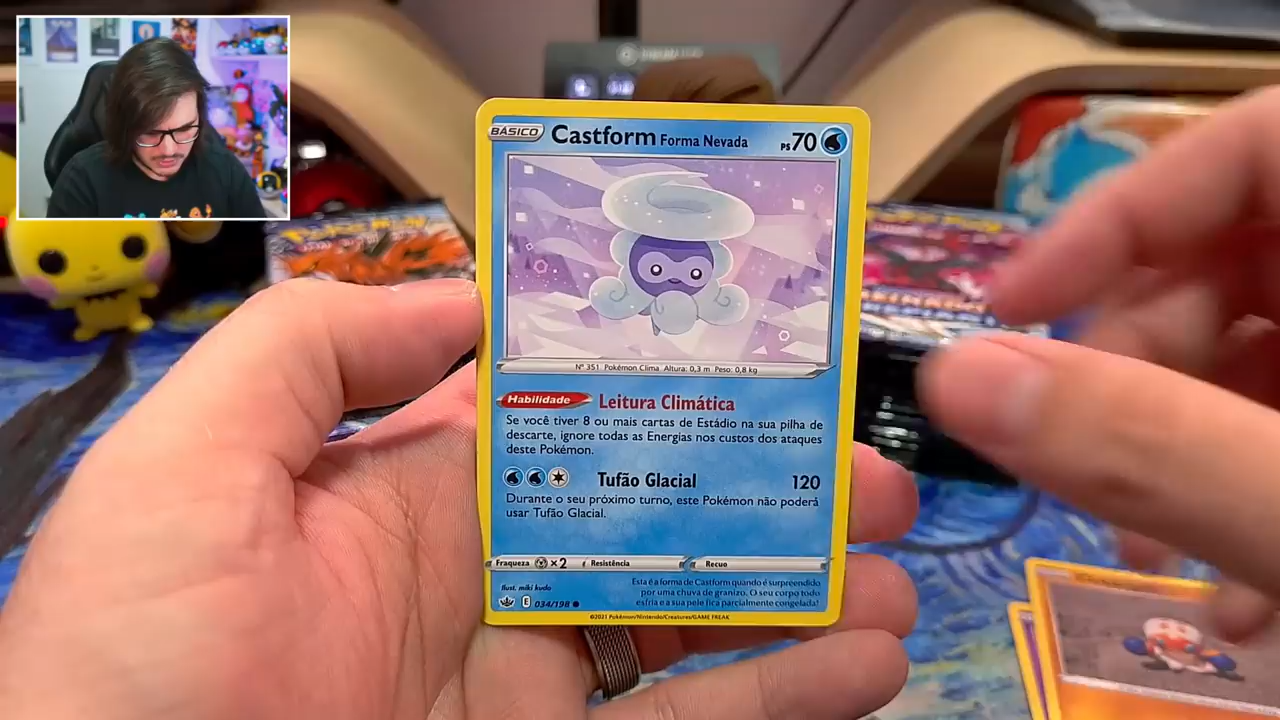 BÁSICO Castform Forma Nevada PS 70
Nº 351 Pokémon Clima Altura: 0,3 m Peso: 0,8 kg
Habilidade Leitura Climática
Se você tiver 8 ou mais cartas de Estádio na sua pilha de
descarte, ignore todas as Energias nos custos dos ataques
deste Pokémon.
Tufão Glacial 120
Durante o seu próximo turno, este Pokémon não poderá
usar Tufão Glacial.
Fraqueza ×2 Resistência Recuo
Ilust. miki kudo
E 034/198
Esta é a forma de Castform quando é surpreendido
por uma chuva de granizo. O seu corpo todo
esfria e a sua pele fica parcialmente congelada!
©2021 Pokémon/Nintendo/Creatures/GAME FREAK